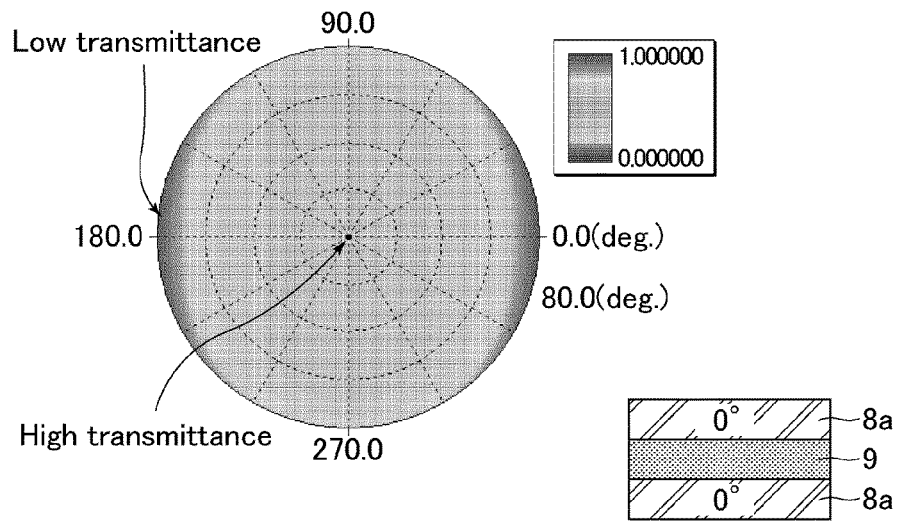 90.0
Low transmittance
1.000000
0.000000
180.0
0.0(deg.)
80.0(deg.)
High transmittance
270.0
0°
8a
9
0°
8a